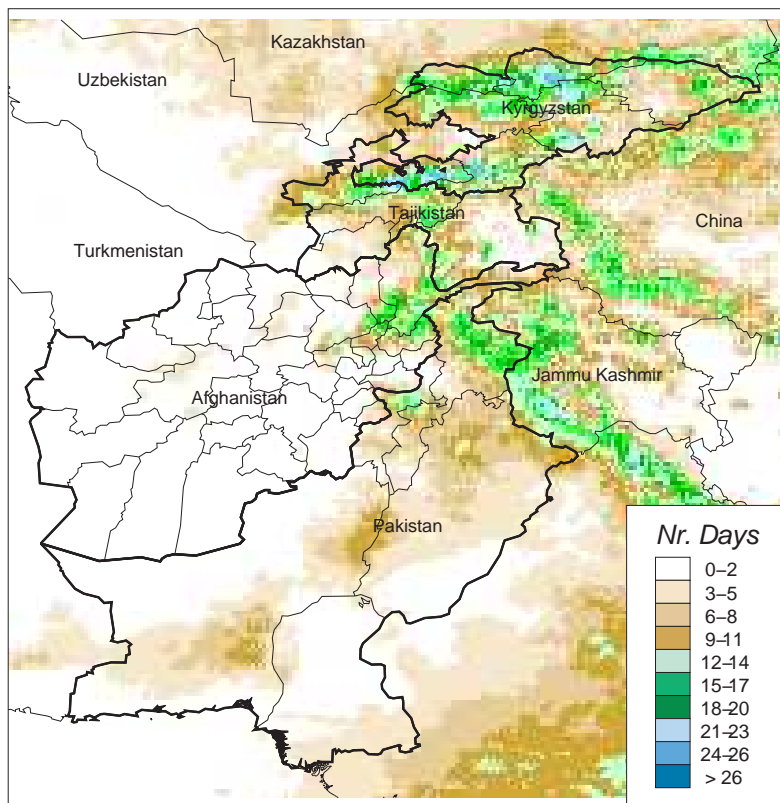 Kazakhstan
Uzbekistan
Kyrgyzstan
Tajikistan
China
Turkmenistan
Jammu Kashmir
Afghanistan
Pakistan
Nr. Days
0–2
3–5
6–8
9–11
12–14
15–17
18–20
21–23
24–26
> 26